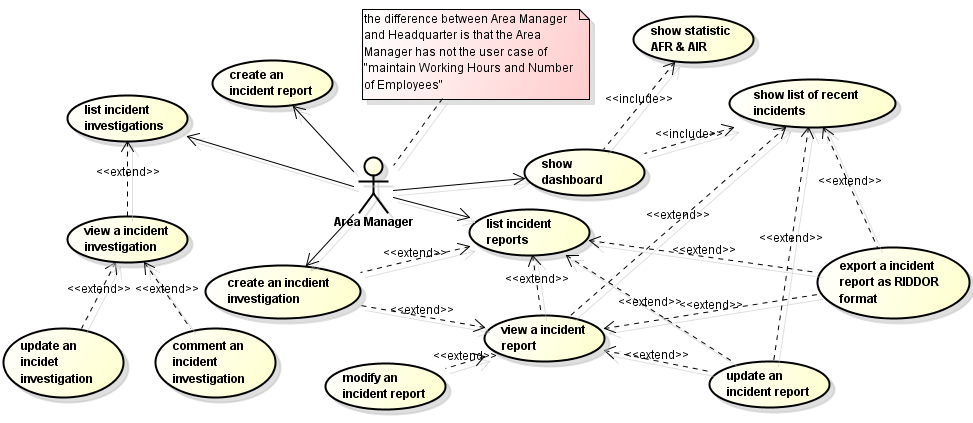 the difference between Area Manager
and Headquarter is that the Area
Manager has not the user case of
"maintain Working Hours and Number
of Employees"
show statistic
AFR & AIR
create an
incident report
list incident
investigations
show list of recent
incidents
<<include>>
<<include>>
show
dashboard
<<extend>>
<<extend>>
Area Manager
<<extend>>
list incident
reports
view a incident
investigation
<<extend>>
<<extend>>
<<extend>>
export a incident
report as RIDDOR
format
create an incdient
investigation
<<extend>>
<<extend>>
<<extend>>
<<extend>>
<<extend>>
<<extend>>
<<extend>>
view a incident
report
update an
incidet
investigation
comment an
incident
investigation
<<extend>>
<<extend>>
modify an
incident report
update an
incident report